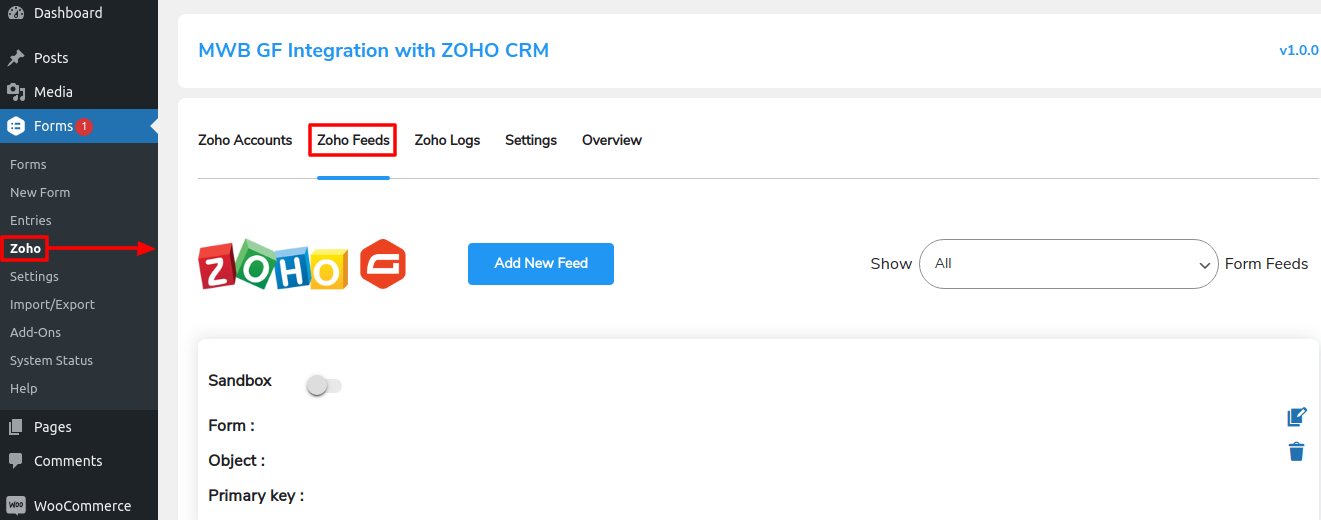 Dashboard
Posts
Media
Forms 1
Forms
New Form
Entries
Zoho
Settings
Import/Export
Add-Ons
System Status
Help
Pages
Comments
WOO WooCommerce
MWB GF Integration with ZOHO CRM
v1.0.0
Zoho Accounts Zoho Feeds Zoho Logs Settings Overview
ZOHO G
Add New Feed
Show All Form Feeds
Sandbox
Form :
Object :
Primary key :